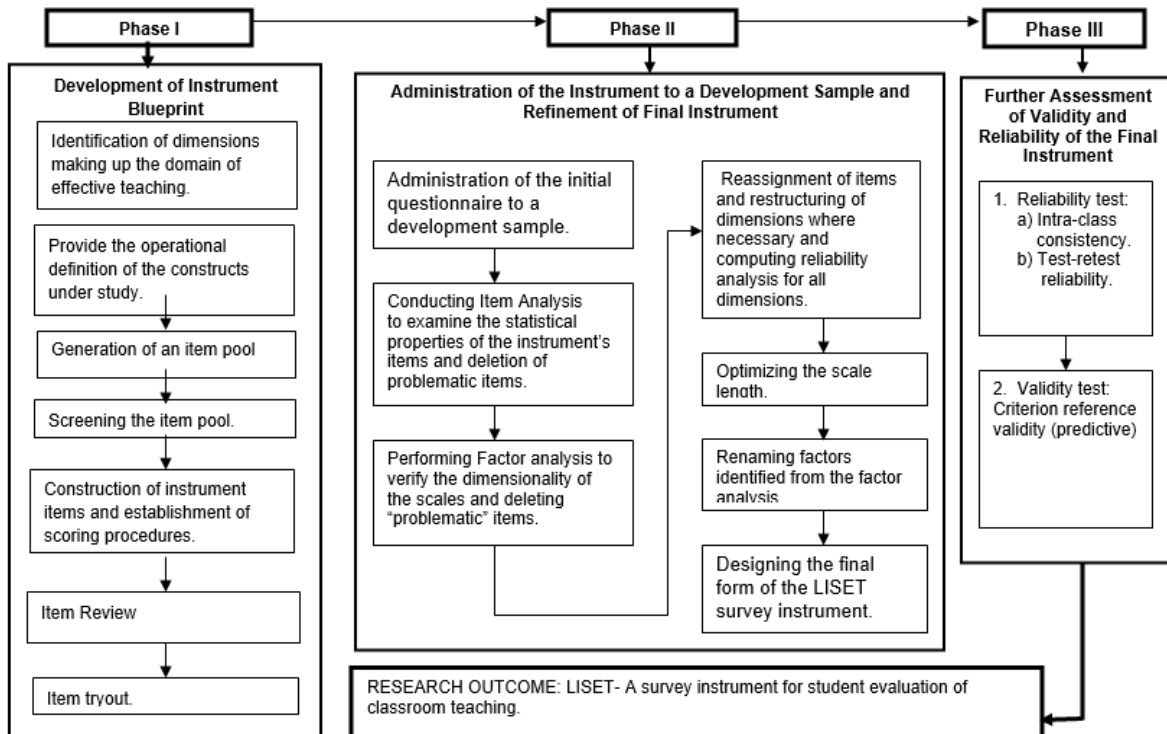 Phase I
Phase II
Phase III
Development of Instrument
Blueprint
Identification of dimensions
making up the domain of
effective teaching.
Provide the operational
definition of the constructs
under study.
Generation of an item pool
Screening the item pool.
Construction of instrument
items and establishment of
scoring procedures.
Item Review
Item tryout.
Administration of the Instrument to a Development Sample and
Refinement of Final Instrument
Administration of the initial
questionnaire to a
development sample.
Conducting Item Analysis
to examine the statistical
properties of the instrument's
items and deletion of
problematic items.
Performing Factor analysis to
verify the dimensionality of
the scales and deleting
"problematic" items.
Reassignment of items
and restructuring of
dimensions where
necessary and
computing reliability
analysis for all
dimensions.
Optimizing the scale
length.
Renaming factors
identified from the factor
analysis
Designing the final
form of the LISET
survey instrument.
Further Assessment
of Validity and
Reliability of the Final
Instrument
1. Reliability test:
a) Intra-class
consistency.
b) Test-retest
reliability.
2. Validity test:
Criterion reference
validity (predictive)
RESEARCH OUTCOME: LISET- A survey instrument for student evaluation of
classroom teaching.